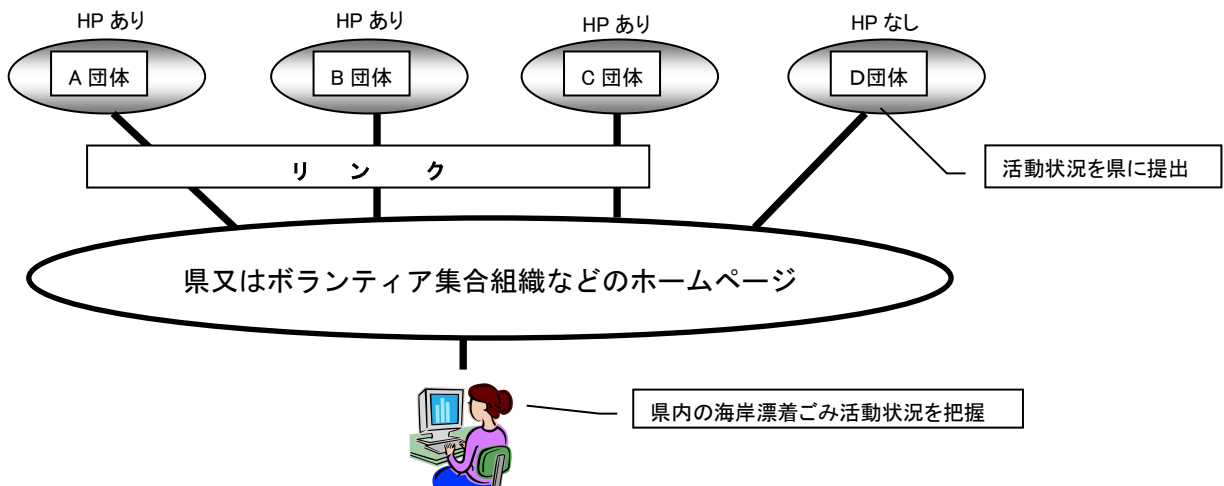 HP あり
HP あり
HP あり
HP なし
A 団体
B 団体
C 団体
D団体
リンク
活動状況を県に提出
県又はボランティア集合組織などのホームページ
県内の海岸漂着ごみ活動状況を把握